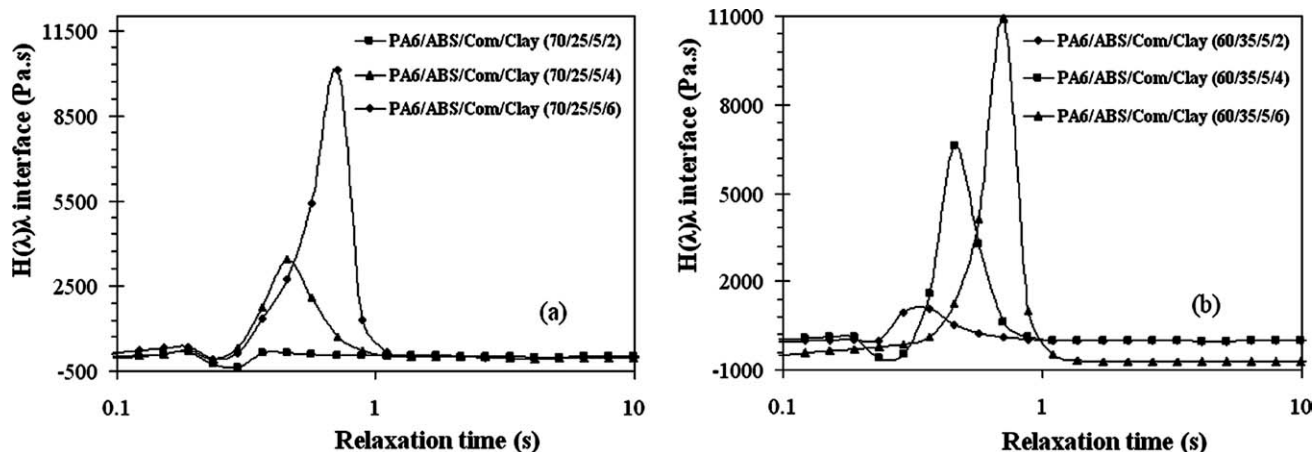 H(λ)λ interface (Pa.s)
11500
8500
5500
2500
-500
PA6/ABS/Com/Clay (70/25/5/2)
PA6/ABS/Com/Clay (70/25/5/4)
PA6/ABS/Com/Clay (70/25/5/6)
(a)
0.1
1
10
Relaxation time (s)
H(λ)λ interface (Pa.s)
11000
8000
5000
2000
-1000
PA6/ABS/Com/Clay (60/35/5/2)
PA6/ABS/Com/Clay (60/35/5/4)
PA6/ABS/Com/Clay (60/35/5/6)
(b)
0.1
1
10
Relaxation time (s)